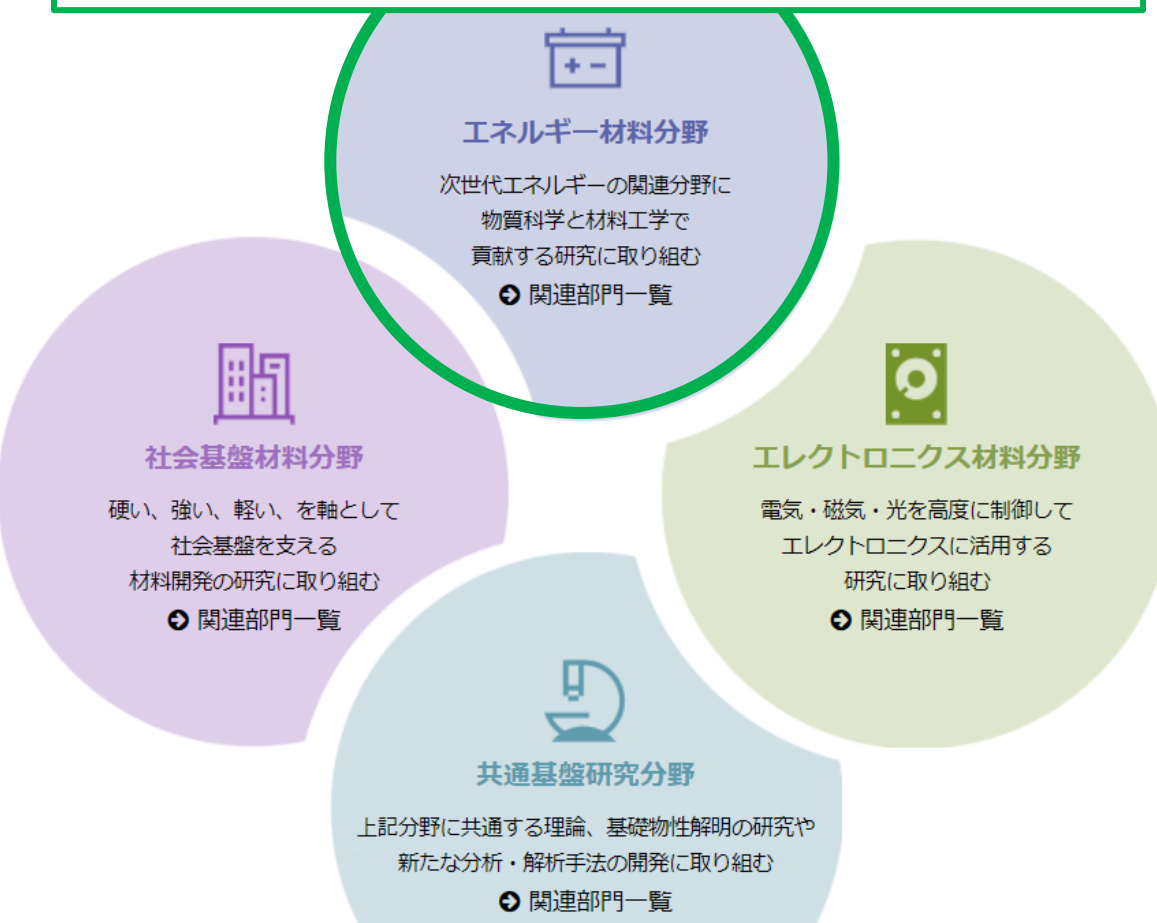 エネルギー材料分野
次世代エネルギーの関連分野に
物質科学と材料工学で
貢献する研究に取り組む
関連部門一覧
社会基盤材料分野
硬い、強い、軽い、を軸として
社会基盤を支える
材料開発の研究に取り組む
関連部門一覧
エレクトロニクス材料分野
電気・磁気・光を高度に制御して
エレクトロニクスに活用する
研究に取り組む
関連部門一覧
共通基盤研究分野
上記分野に共通する理論、基礎物性解明の研究や
新たな分析・解析手法の開発に取り組む
関連部門一覧